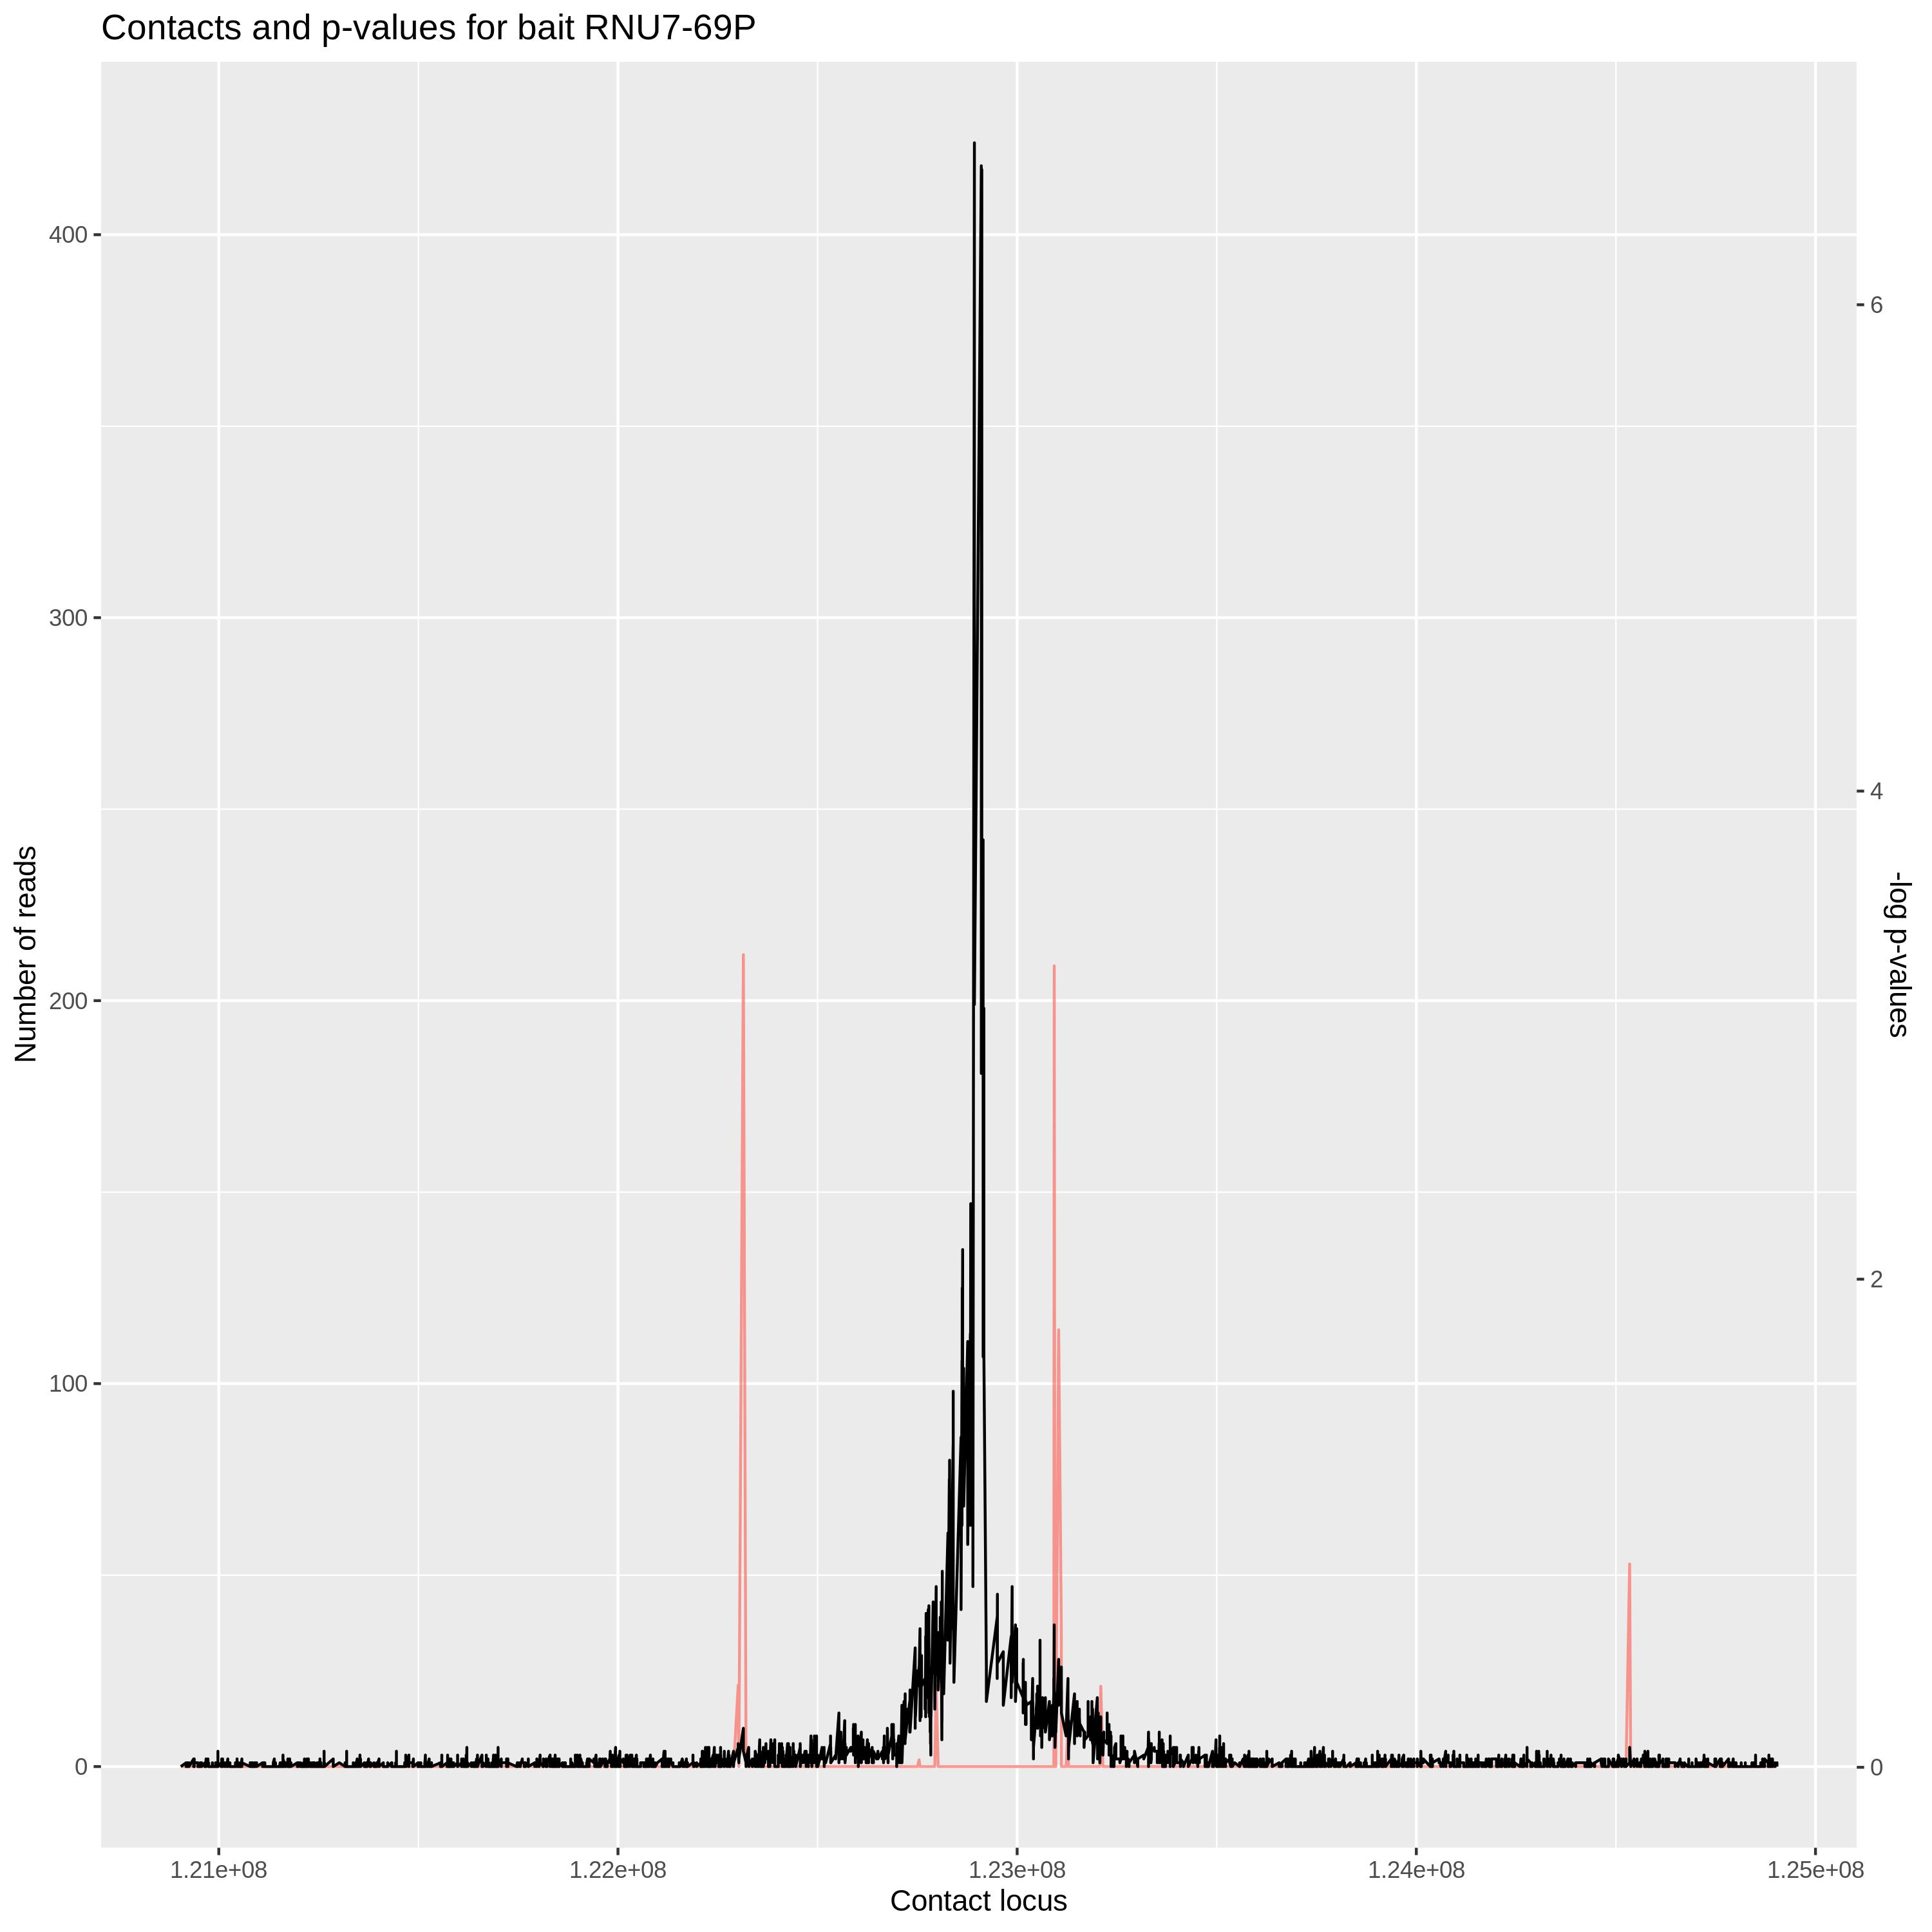 Contacts and p-values for bait RNU7-69P
400
300
200
100
0
6
4
2
0
Number of reads
-log p-values
1.21e+08 1.22e+08 1.23e+08 1.24e+08 1.25e+08
Contact locus